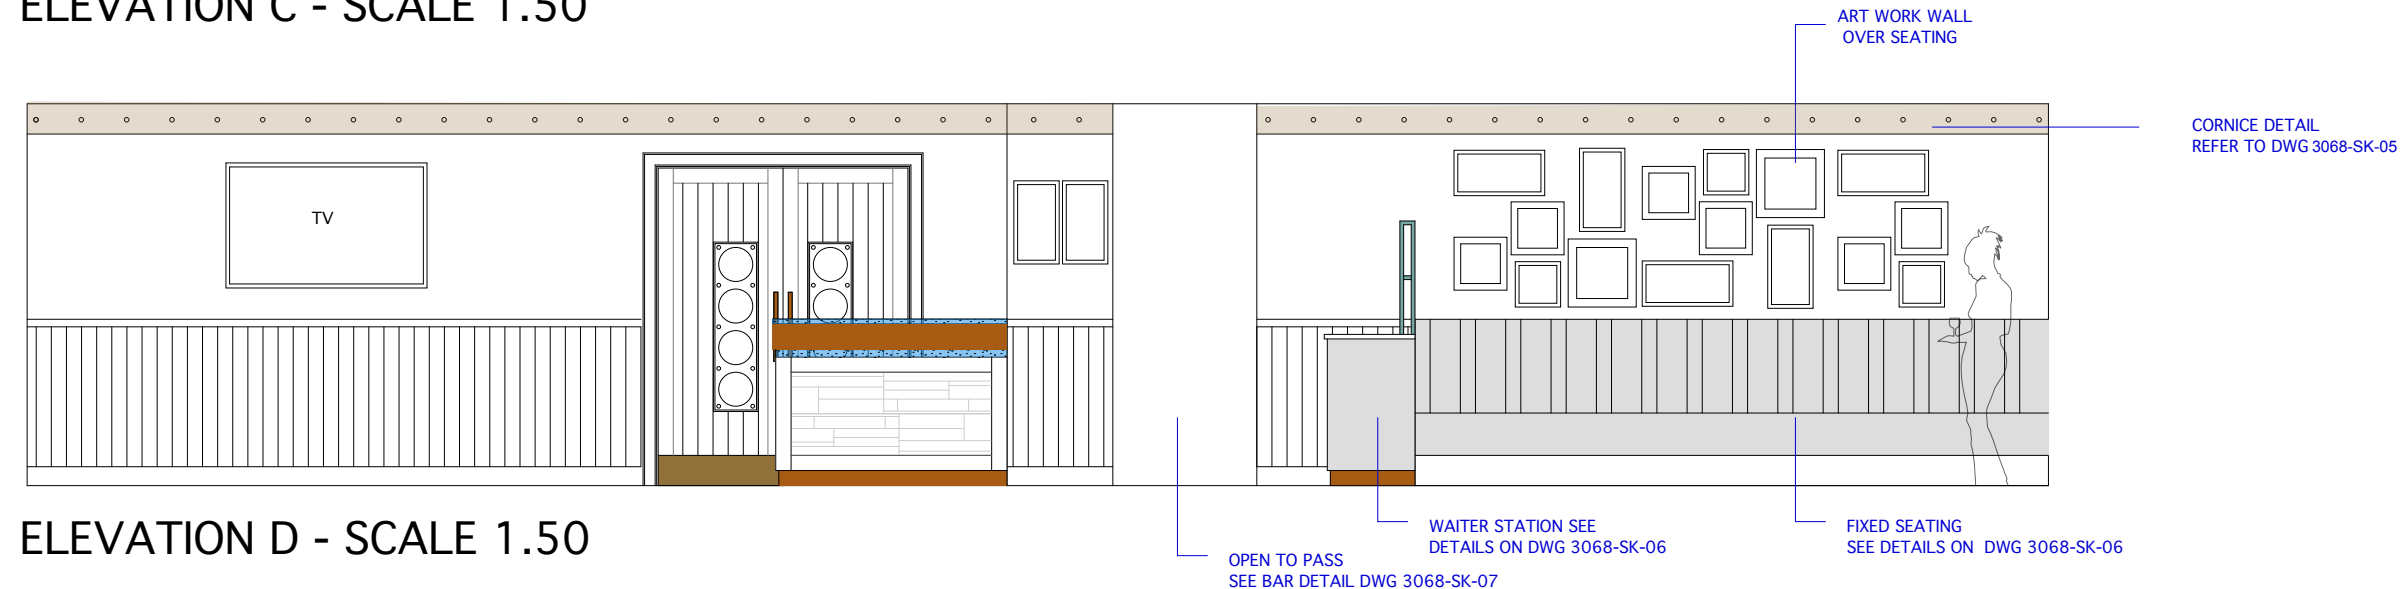 ELEVATION C - SCALE 1.50
ART WORK WALL
OVER SEATING
CORNICE DETAIL
REFER TO DWG 3068-SK-05
TV
ELEVATION D - SCALE 1.50
WAITER STATION SEE
DETAILS ON DWG 3068-SK-06
FIXED SEATING
SEE DETAILS ON  DWG 3068-SK-06
OPEN TO PASS
SEE BAR DETAIL DWG 3068-SK-07